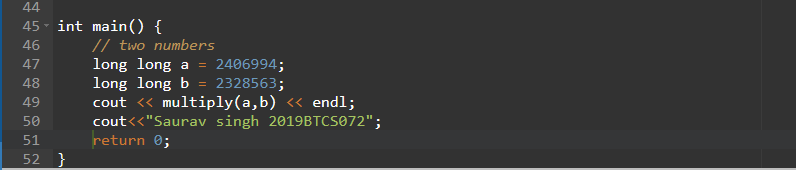 44
45 int main() {
46 // two numbers
47 long long a = 2406994;
48 long long b = 2328563;
49 cout << multiply(a,b) << endl;
50 cout<<"Saurav singh 2019BTCS072";
51 return 0;
52 }